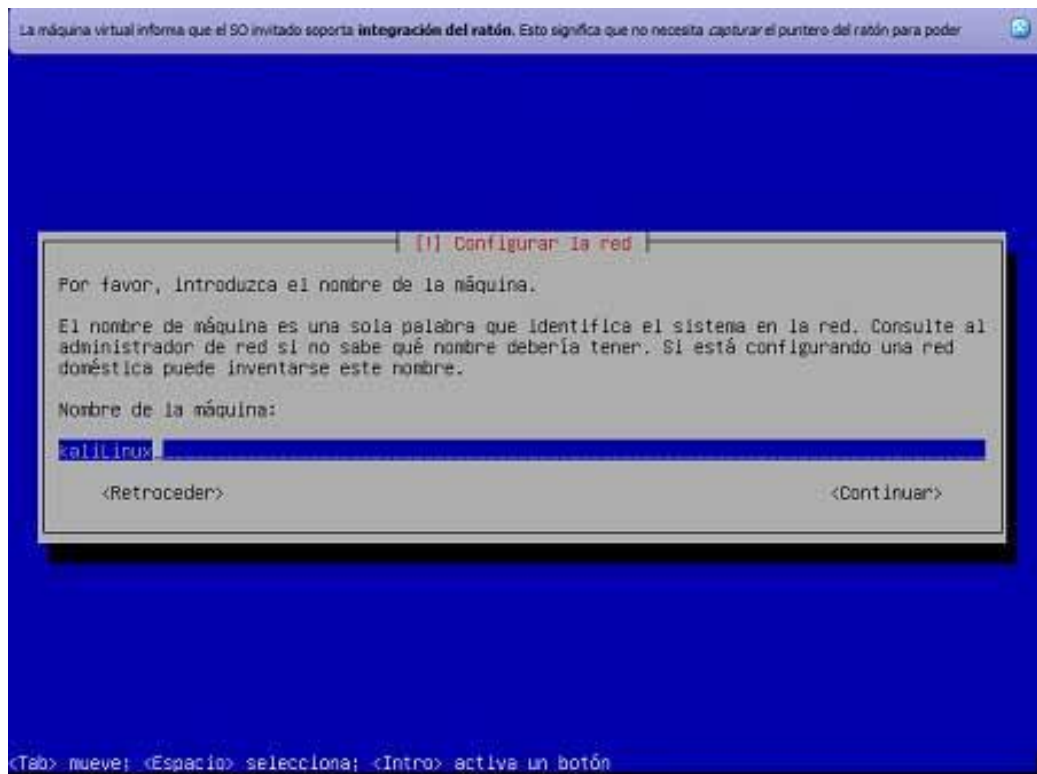 La máquina virtual informa que el SO invitado soporta integración del ratón. Esto significa que no necesita capturar el puntero del ratón para poder
[!] Configurar la red
Por favor, introduzca el nombre de la máquina.
El nombre de máquina es una sola palabra que identifica el sistema en la red. Consulte al
administrador de red si no sabe qué nombre debería tener. Si está configurando una red
doméstica puede inventarse este nombre.
Nombre de la máquina:
kaliLinux
<Retroceder> <Continuar>
<Tab> mueve; <Espacio> selecciona; <Intro> activa un botón